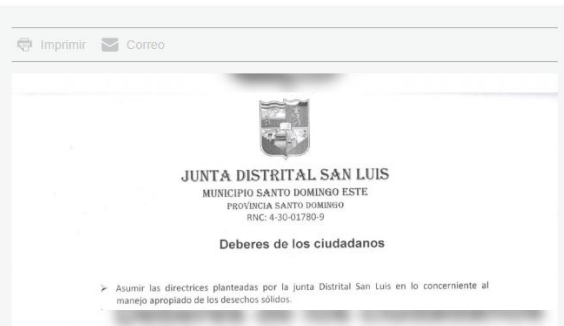 Imprimir Correo
JUNTA DISTRITAL SAN LUIS
MUNICIPIO SANTO DOMINGO ESTE
PROVINCIA SANTO DOMINGO
RNC: 4-30-01780-9
Deberes de los ciudadanos
➤ Asumir las directrices planteadas por la junta Distrital San Luis en lo concerniente al
manejo apropiado de los desechos sólidos.